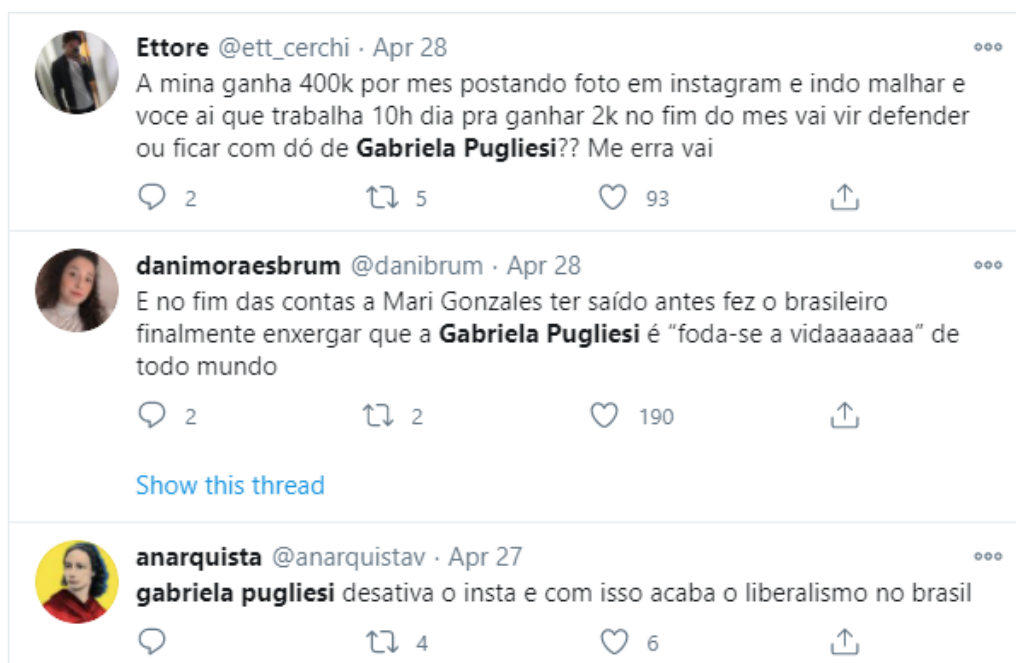 Ettore @ett_cerchi · Apr 28
A mina ganha 400k por mes postando foto em instagram e indo malhar e
voce ai que trabalha 10h dia pra ganhar 2k no fim do mes vai vir defender
ou ficar com dó de Gabriela Pugliesi?? Me erra vai
2 5 93
danimoraesbrum @danibrum · Apr 28
E no fim das contas a Mari Gonzales ter saído antes fez o brasileiro
finalmente enxergar que a Gabriela Pugliesi é “foda-se a vidaaaaaaa” de
todo mundo
2 2 190
Show this thread
anarquista @anarquistav · Apr 27
gabriela pugliesi desativa o insta e com isso acaba o liberalismo no brasil
4 6